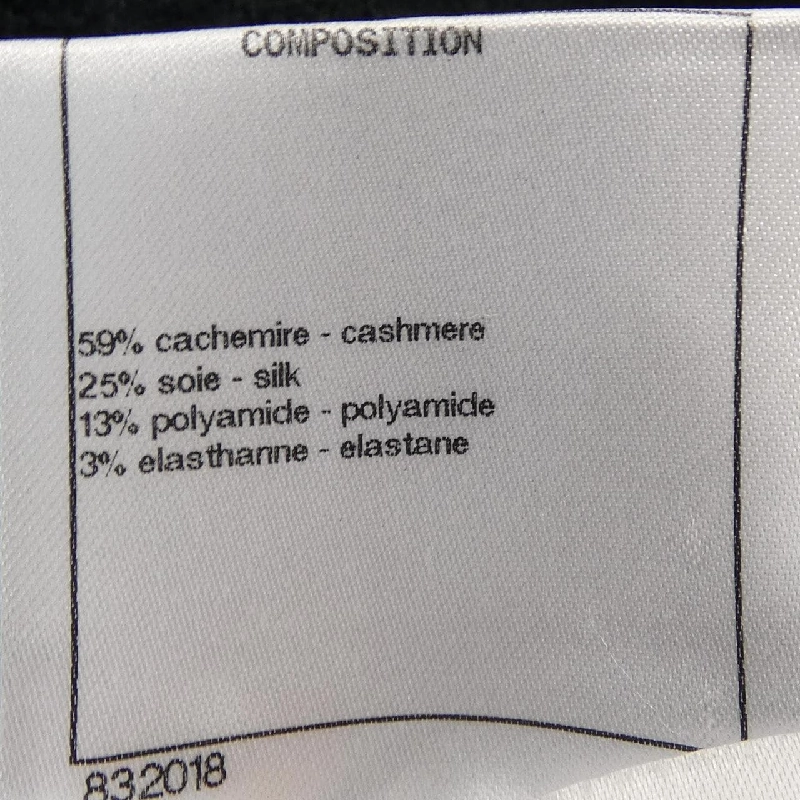 COMPOSITION
59% cachemire - cashmere
25% soie - silk
13% polyamide - polyamide
3% elasthanne - elastane
832018